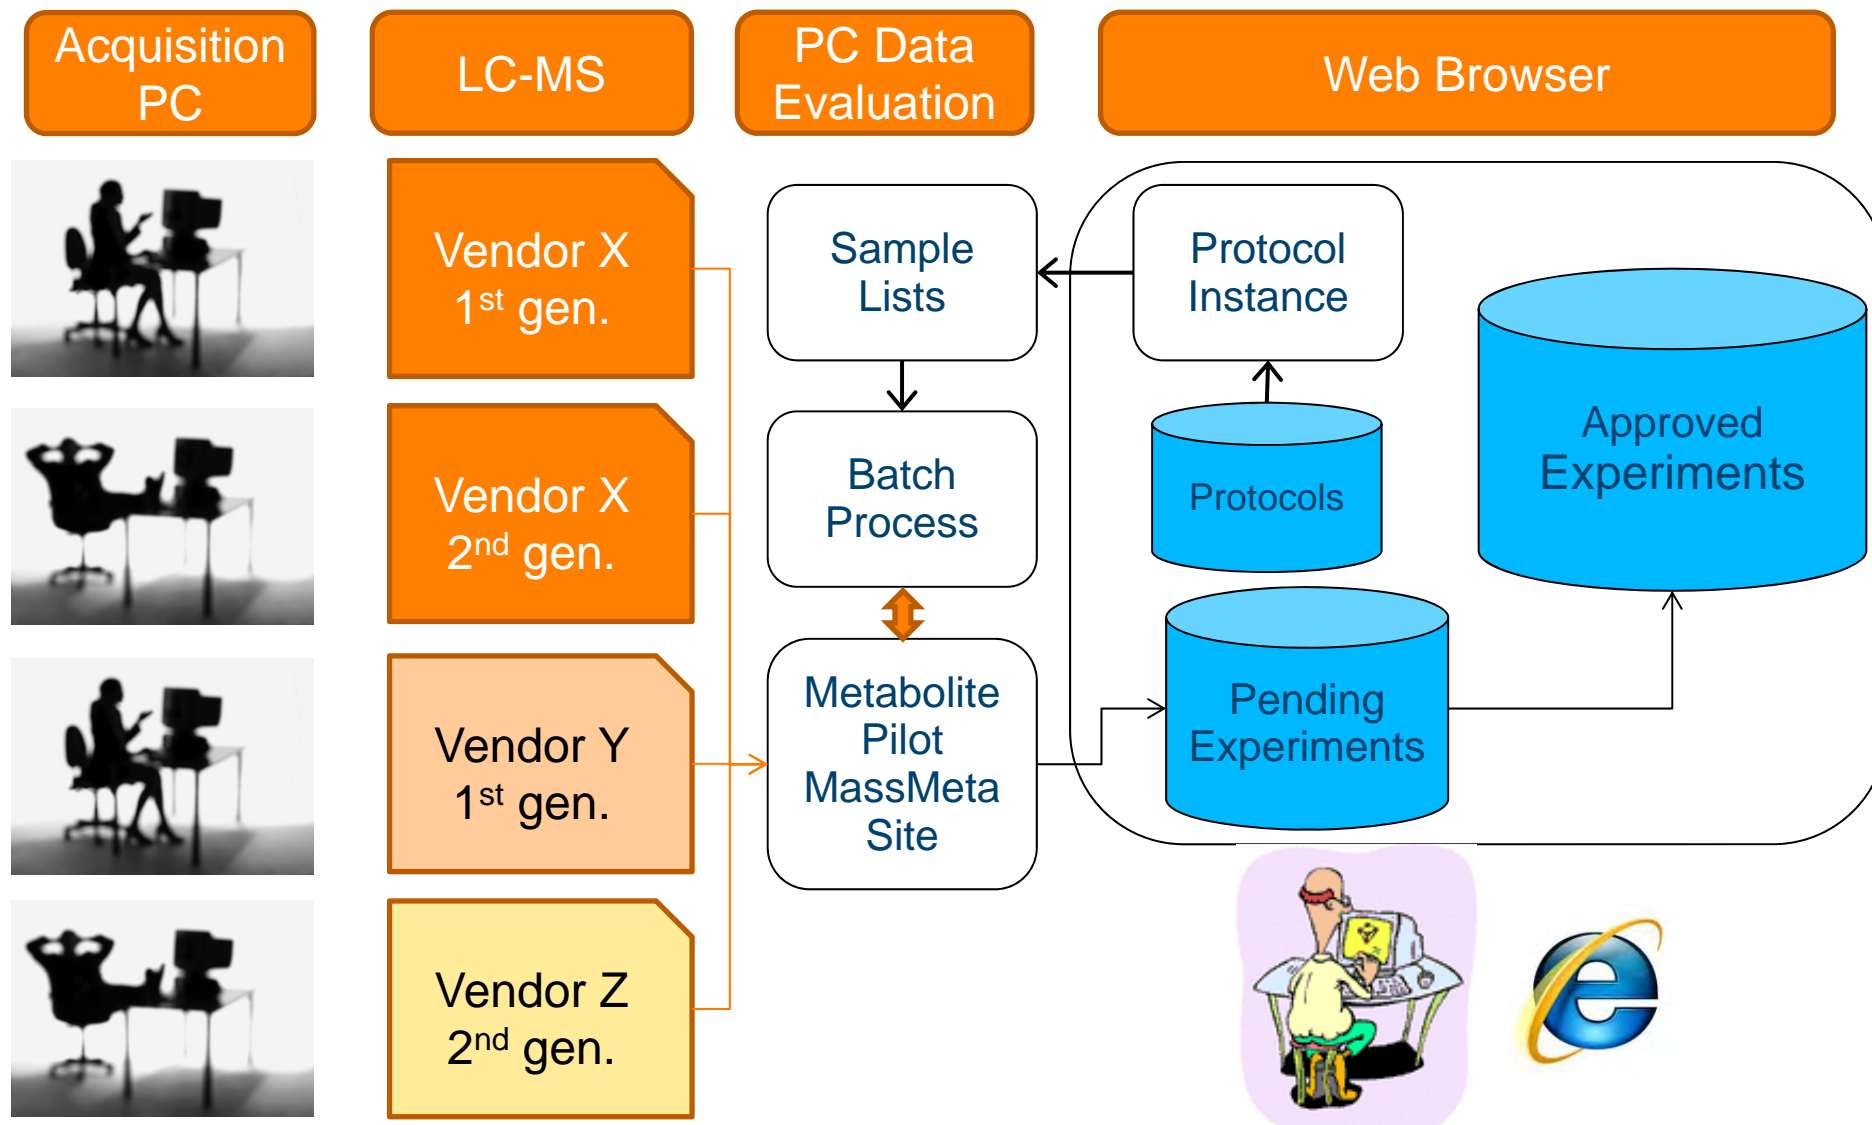 Acquisition
PC
LC-MS
PC Data
Evaluation
Web Browser
Vendor X
1st gen.
Vendor X
2nd gen.
Vendor Y
1st gen.
Vendor Z
2nd gen.
Sample
Lists
Batch
Process
Metabolite
Pilot
MassMeta
Site
Protocol
Instance
Protocols
Pending
Experiments
Approved
Experiments